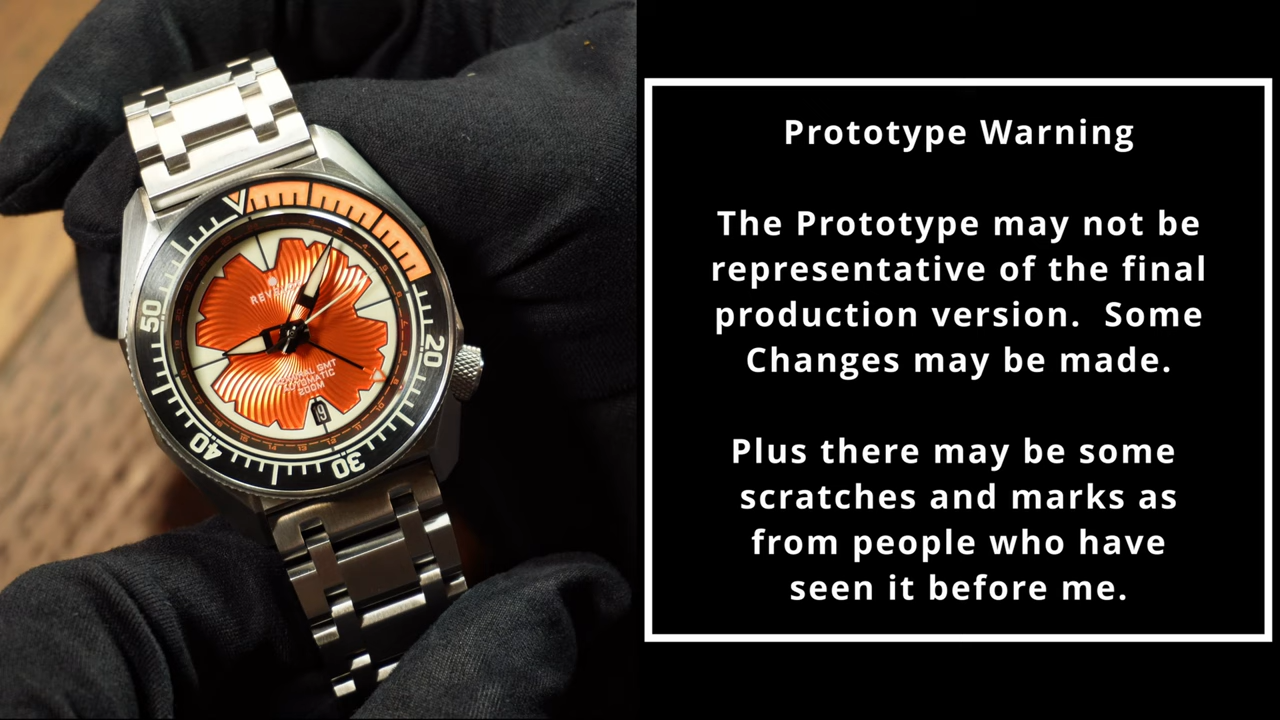 50
20
40
30
AUTOMATIC
200M
19
Prototype Warning
The Prototype may not be
representative of the final
production version.  Some
Changes may be made.
Plus there may be some
scratches and marks as
from people who have
seen it before me.